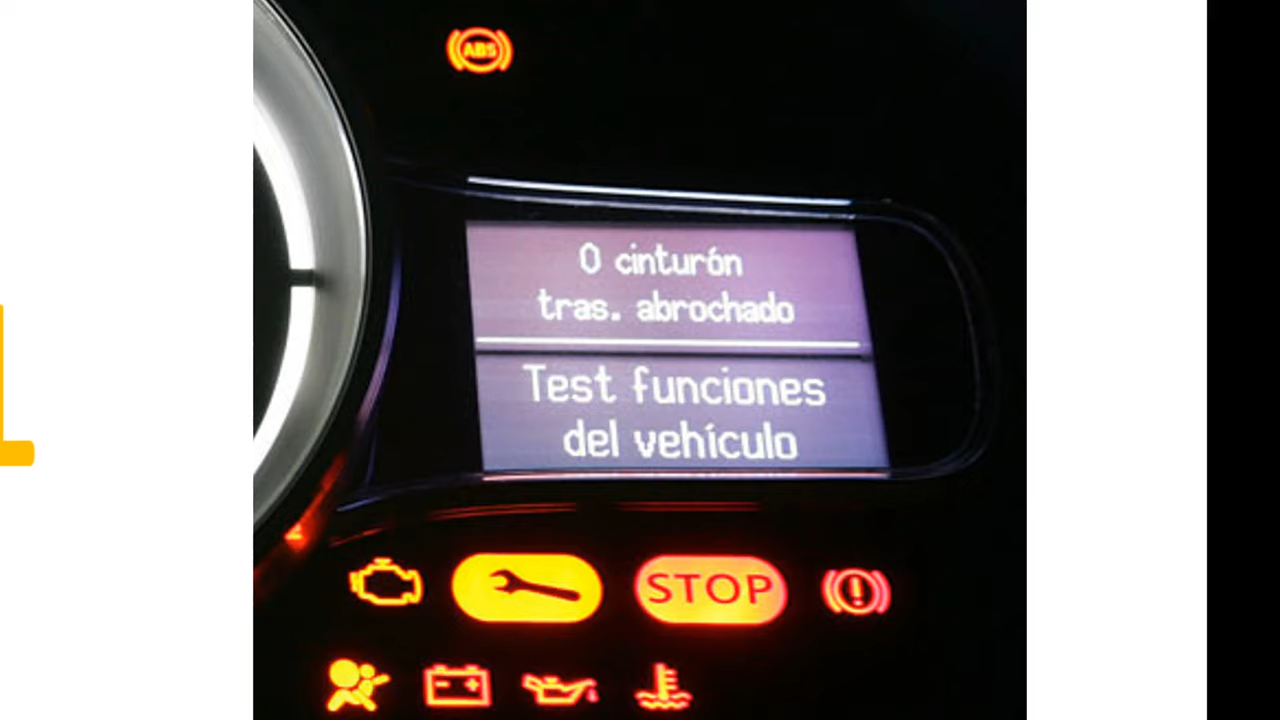 ABS
0 cinturón
tras. abrochado
Test funciones
del vehículo
STOP